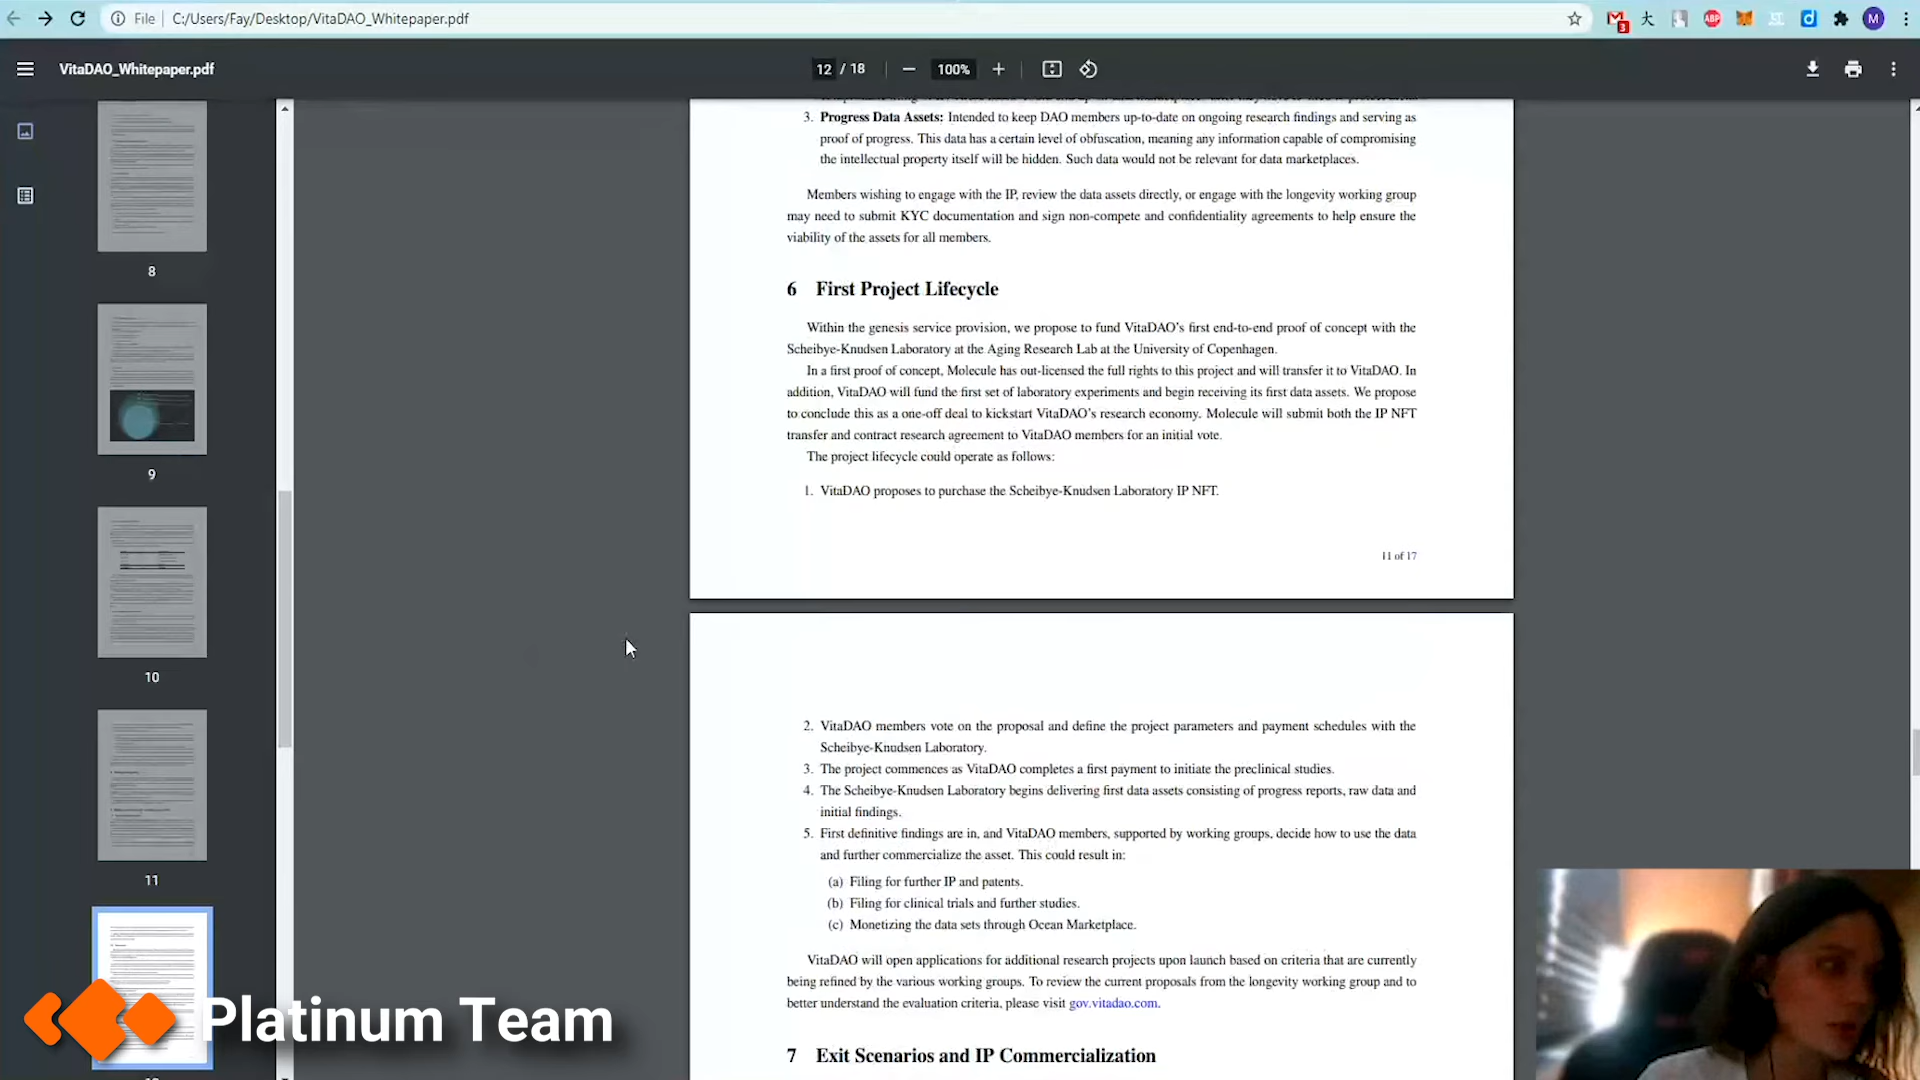 File
C:/Users/Fay/Desktop/VitaDAO_Whitepaper.pdf
3
ABP
M
VitaDAO_Whitepaper.pdf
12 / 18
100%
8
9
10
11
3. Progress Data Assets: Intended to keep DAO members up-to-date on ongoing research findings and serving as
proof of progress. This data has a certain level of obfuscation, meaning any information capable of compromising
the intellectual property itself will be hidden. Such data would not be relevant for data marketplaces.
Members wishing to engage with the IP, review the data assets directly, or engage with the longevity working group
may need to submit KYC documentation and sign non-compete and confidentiality agreements to help ensure the
viability of the assets for all members.
6 First Project Lifecycle
Within the genesis service provision, we propose to fund VitaDAO's first end-to-end proof of concept with the
Scheibye-Knudsen Laboratory at the Aging Research Lab at the University of Copenhagen.
In a first proof of concept, Molecule has out-licensed the full rights to this project and will transfer it to VitaDAO. In
addition, VitaDAO will fund the first set of laboratory experiments and begin receiving its first data assets. We propose
to conclude this as a one-off deal to kickstart VitaDAO's research economy. Molecule will submit both the IP NFT
transfer and contract research agreement to VitaDAO members for an initial vote.
The project lifecycle could operate as follows:
1. VitaDAO proposes to purchase the Scheibye-Knudsen Laboratory IP NFT.
11 of 17
2. VitaDAO members vote on the proposal and define the project parameters and payment schedules with the
Scheibye-Knudsen Laboratory.
3. The project commences as VitaDAO completes a first payment to initiate the preclinical studies.
4. The Scheibye-Knudsen Laboratory begins delivering first data assets consisting of progress reports, raw data and
initial findings.
5. First definitive findings are in, and VitaDAO members, supported by working groups, decide how to use the data
and further commercialize the asset. This could result in:
(a) Filing for further IP and patents.
(b) Filing for clinical trials and further studies.
(c) Monetizing the data sets through Ocean Marketplace.
VitaDAO will open applications for additional research projects upon launch based on criteria that are currently
being refined by the various working groups. To review the current proposals from the longevity working group and to
better understand the evaluation criteria, please visit gov.vitadao.com.
7 Exit Scenarios and IP Commercialization
Platinum Team